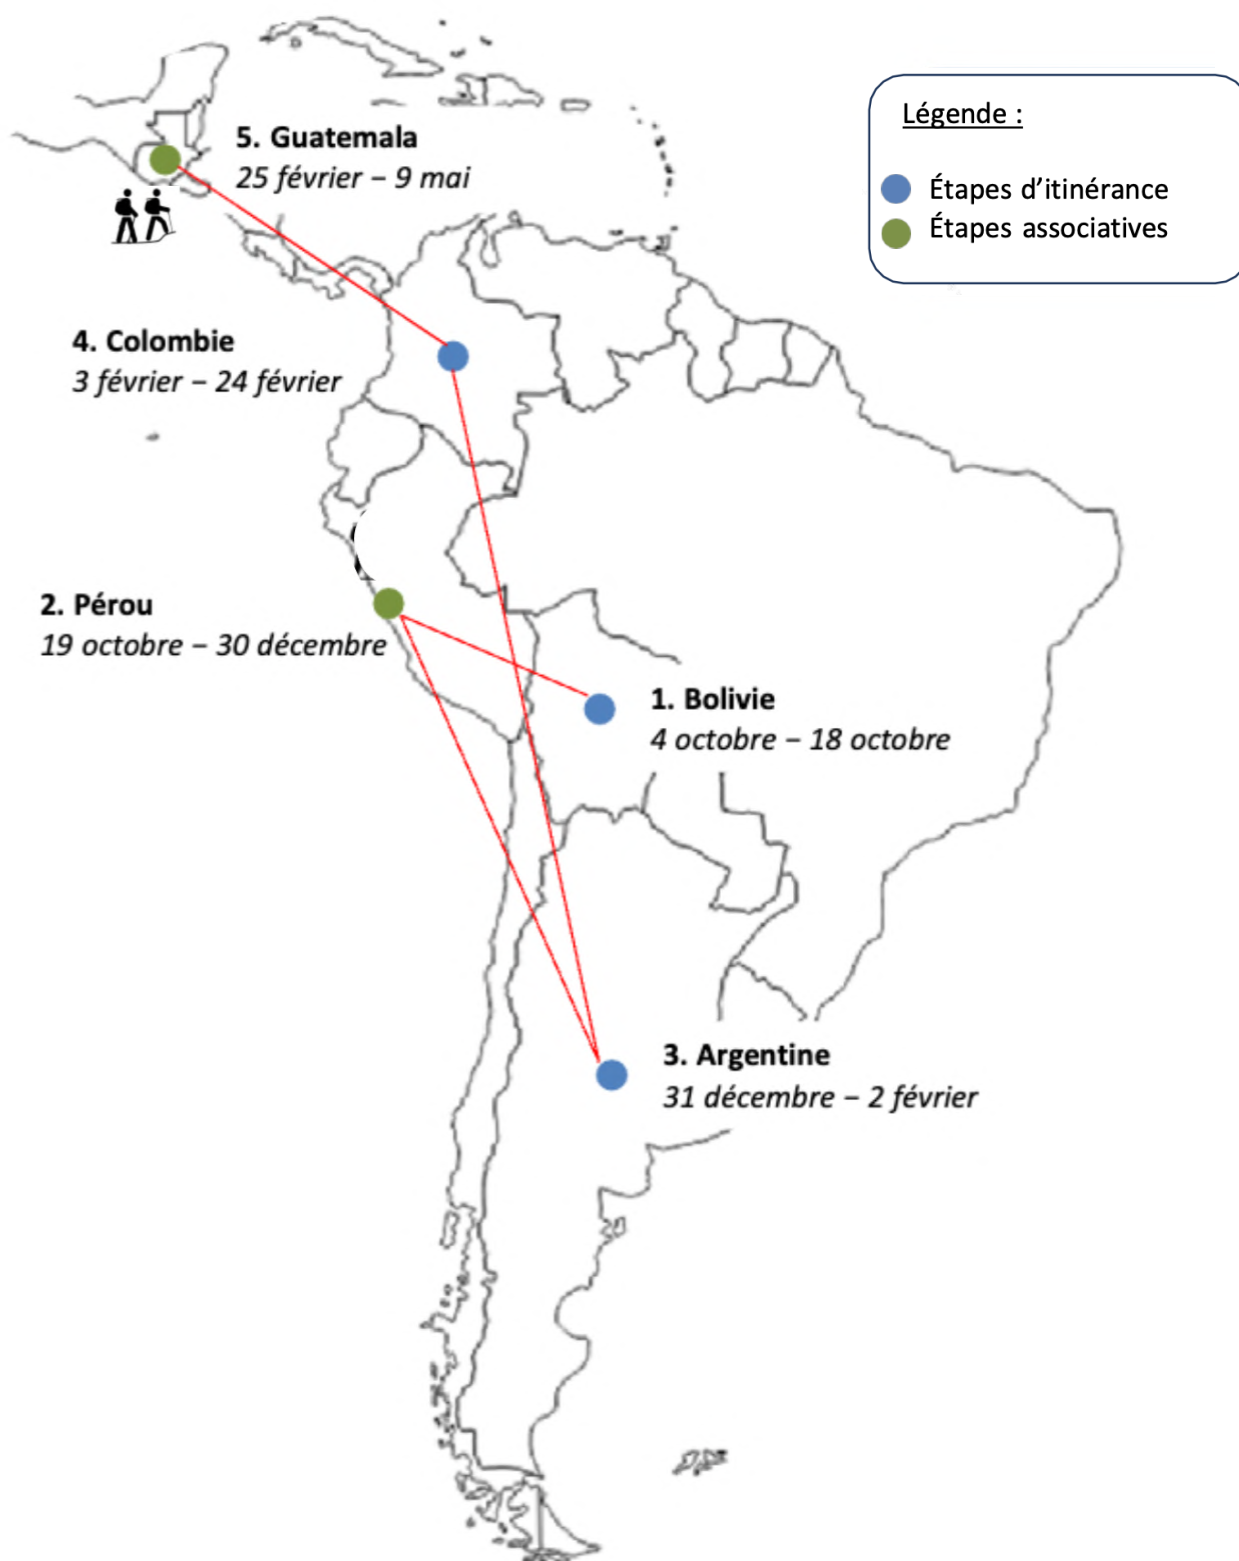 Légende :
Étapes d’itinérance
Étapes associatives
5. Guatemala
25 février – 9 mai
4. Colombie
3 février – 24 février
2. Pérou
19 octobre – 30 décembre
1. Bolivie
4 octobre – 18 octobre
3. Argentine
31 décembre – 2 février